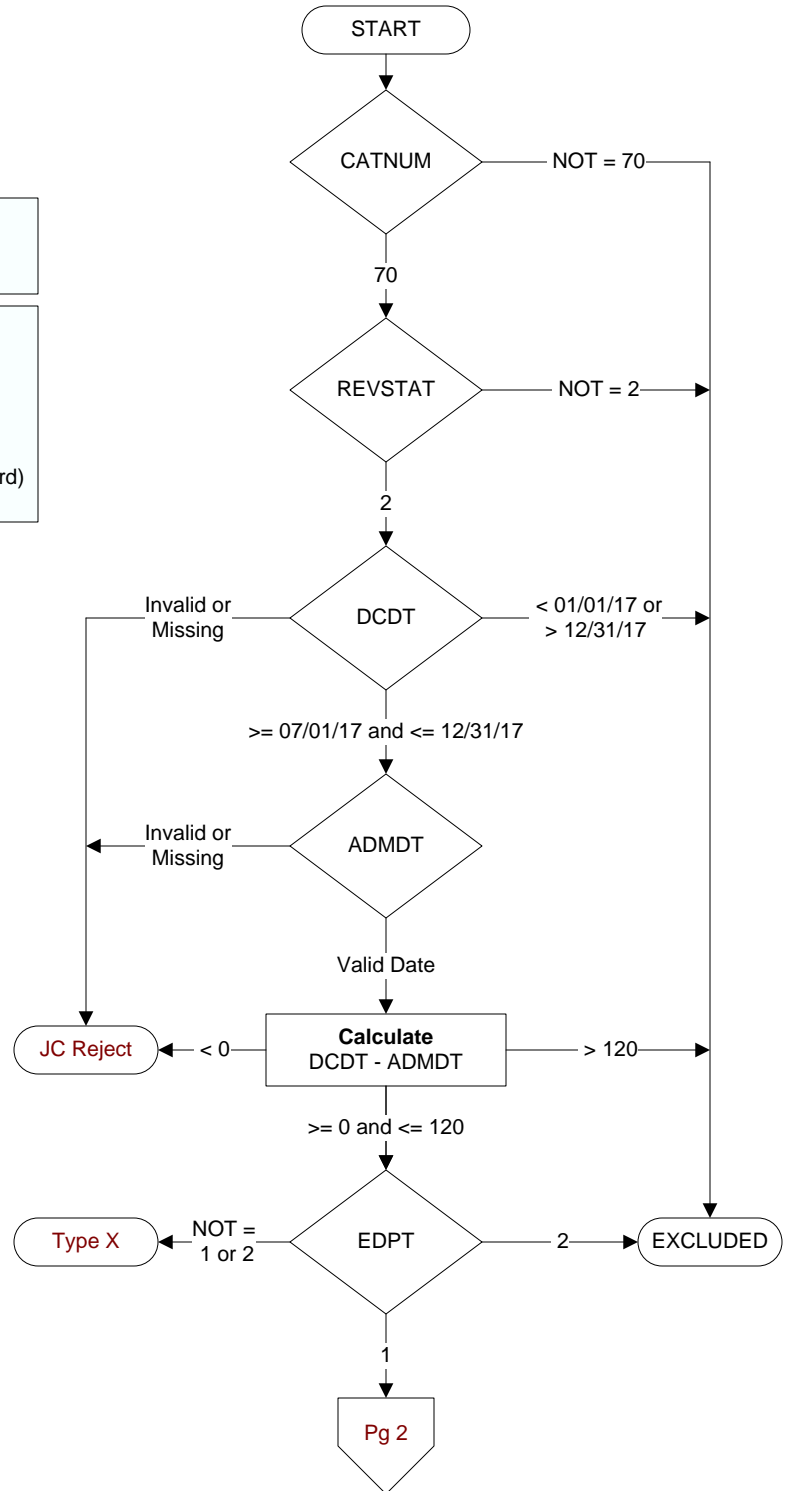 START
CATNUM
NOT = 70
70
REVSTAT
NOT = 2
2
Invalid or
Missing
DCDT
< 01/01/17 or
> 12/31/17
>= 07/01/17 and <= 12/31/17
Invalid or
Missing
ADMDT
Valid Date
JC Reject
< 0
Calculate
DCDT - ADMDT
> 120
>= 0 and <= 120
Type X
NOT =
1 or 2
EDPT
2
EXCLUDED
1
Pg 2